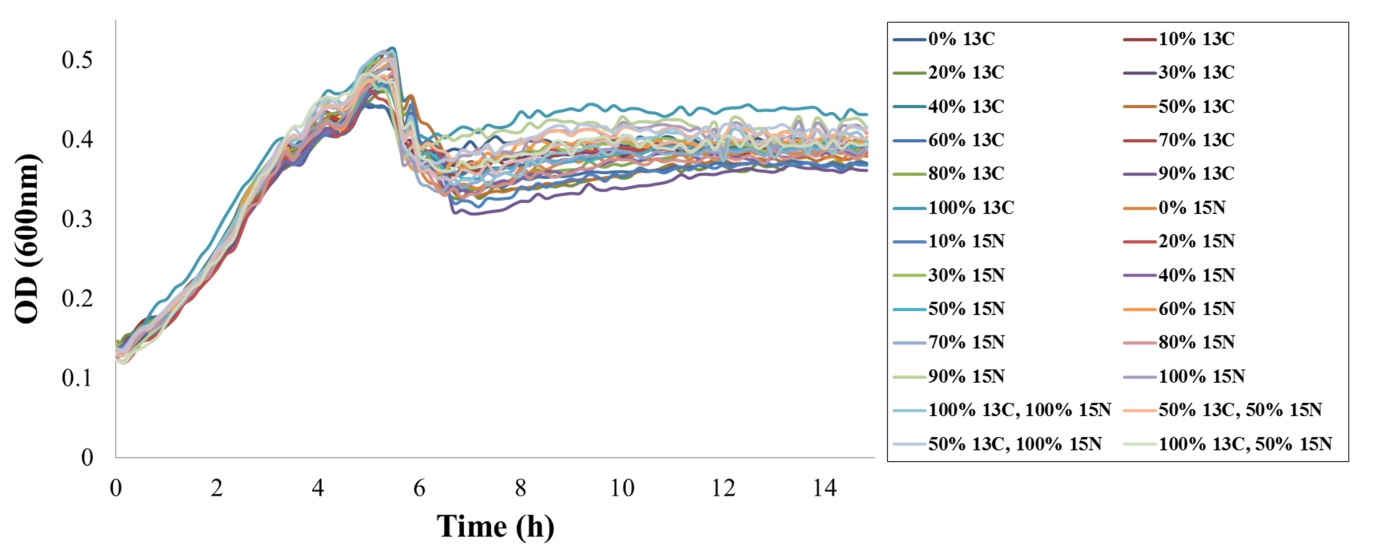 OD (600nm)
0.5
0.4
0.3
0.2
0.1
0
0 2 4 6 8 10 12 14
Time (h)
0% 13C 10% 13C
20% 13C 30% 13C
40% 13C 50% 13C
60% 13C 70% 13C
80% 13C 90% 13C
100% 13C 0% 15N
10% 15N 20% 15N
30% 15N 40% 15N
50% 15N 60% 15N
70% 15N 80% 15N
90% 15N 100% 15N
100% 13C, 100% 15N 50% 13C, 50% 15N
50% 13C, 100% 15N 100% 13C, 50% 15N